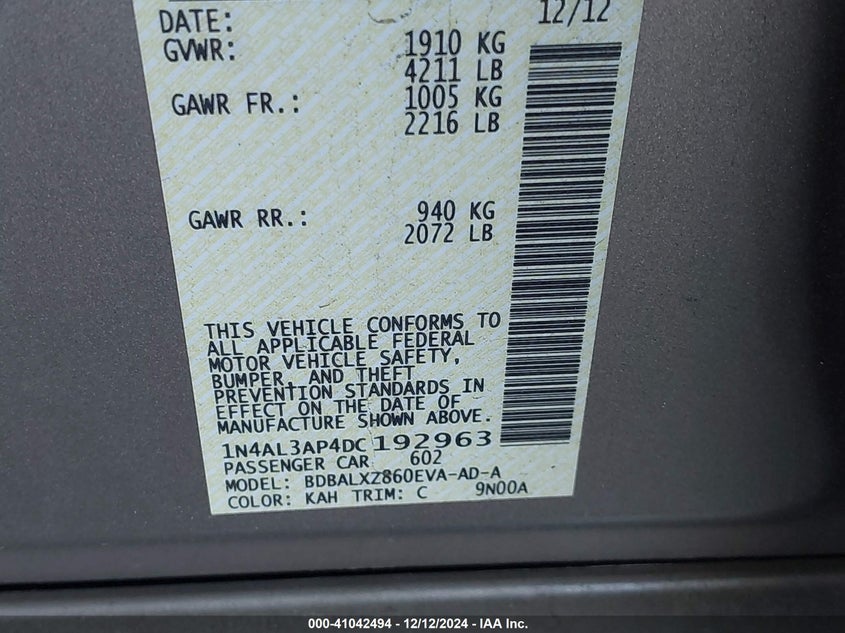 DATE: 12/12
GVWR: 1910 KG
4211 LB
GAWR FR.: 1005 KG
2216 LB
GAWR RR.: 940 KG
2072 LB
THIS VEHICLE CONFORMS TO
ALL APPLICABLE FEDERAL
MOTOR VEHICLE SAFETY,
BUMPER, AND THEFT
PREVENTION STANDARDS IN
EFFECT ON THE DATE OF
MANUFACTURE SHOWN ABOVE.
1N4AL3AP4DC192963
PASSENGER CAR 602
MODEL: BDBALXZ860EVA-AD-A
COLOR: KAH TRIM: C 9N00A
000-41042494 - 12/12/2024 - IAA Inc.